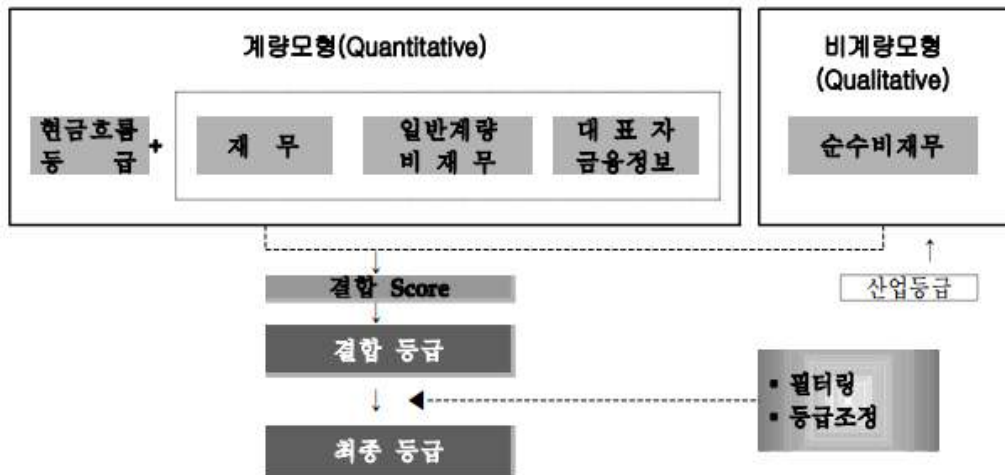 계량모형(Quantitative)
비계량모형
(Qualitative)
현금흐름
등 급
+
재 무
일반계량
비 재 무
대 표 자
금융정보
순수비재무
결합 Score
산업등급
결합 등급
▪ 필터링
▪ 등급조정
최종 등급